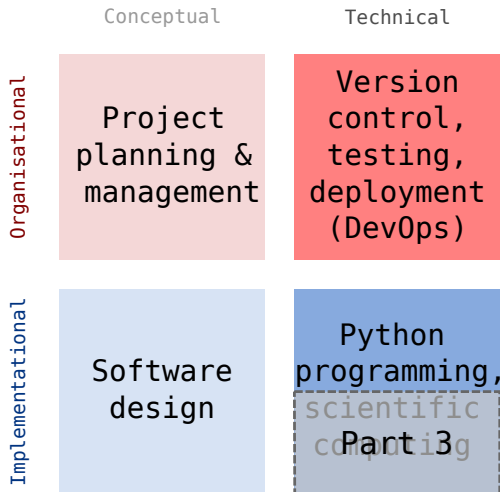 Conceptual
Technical
Organisational
Project
planning &
management
Version
control,
testing,
deployment
(DevOps)
Implementational
Software
design
Python
programming,
scientific
computing
Part 3